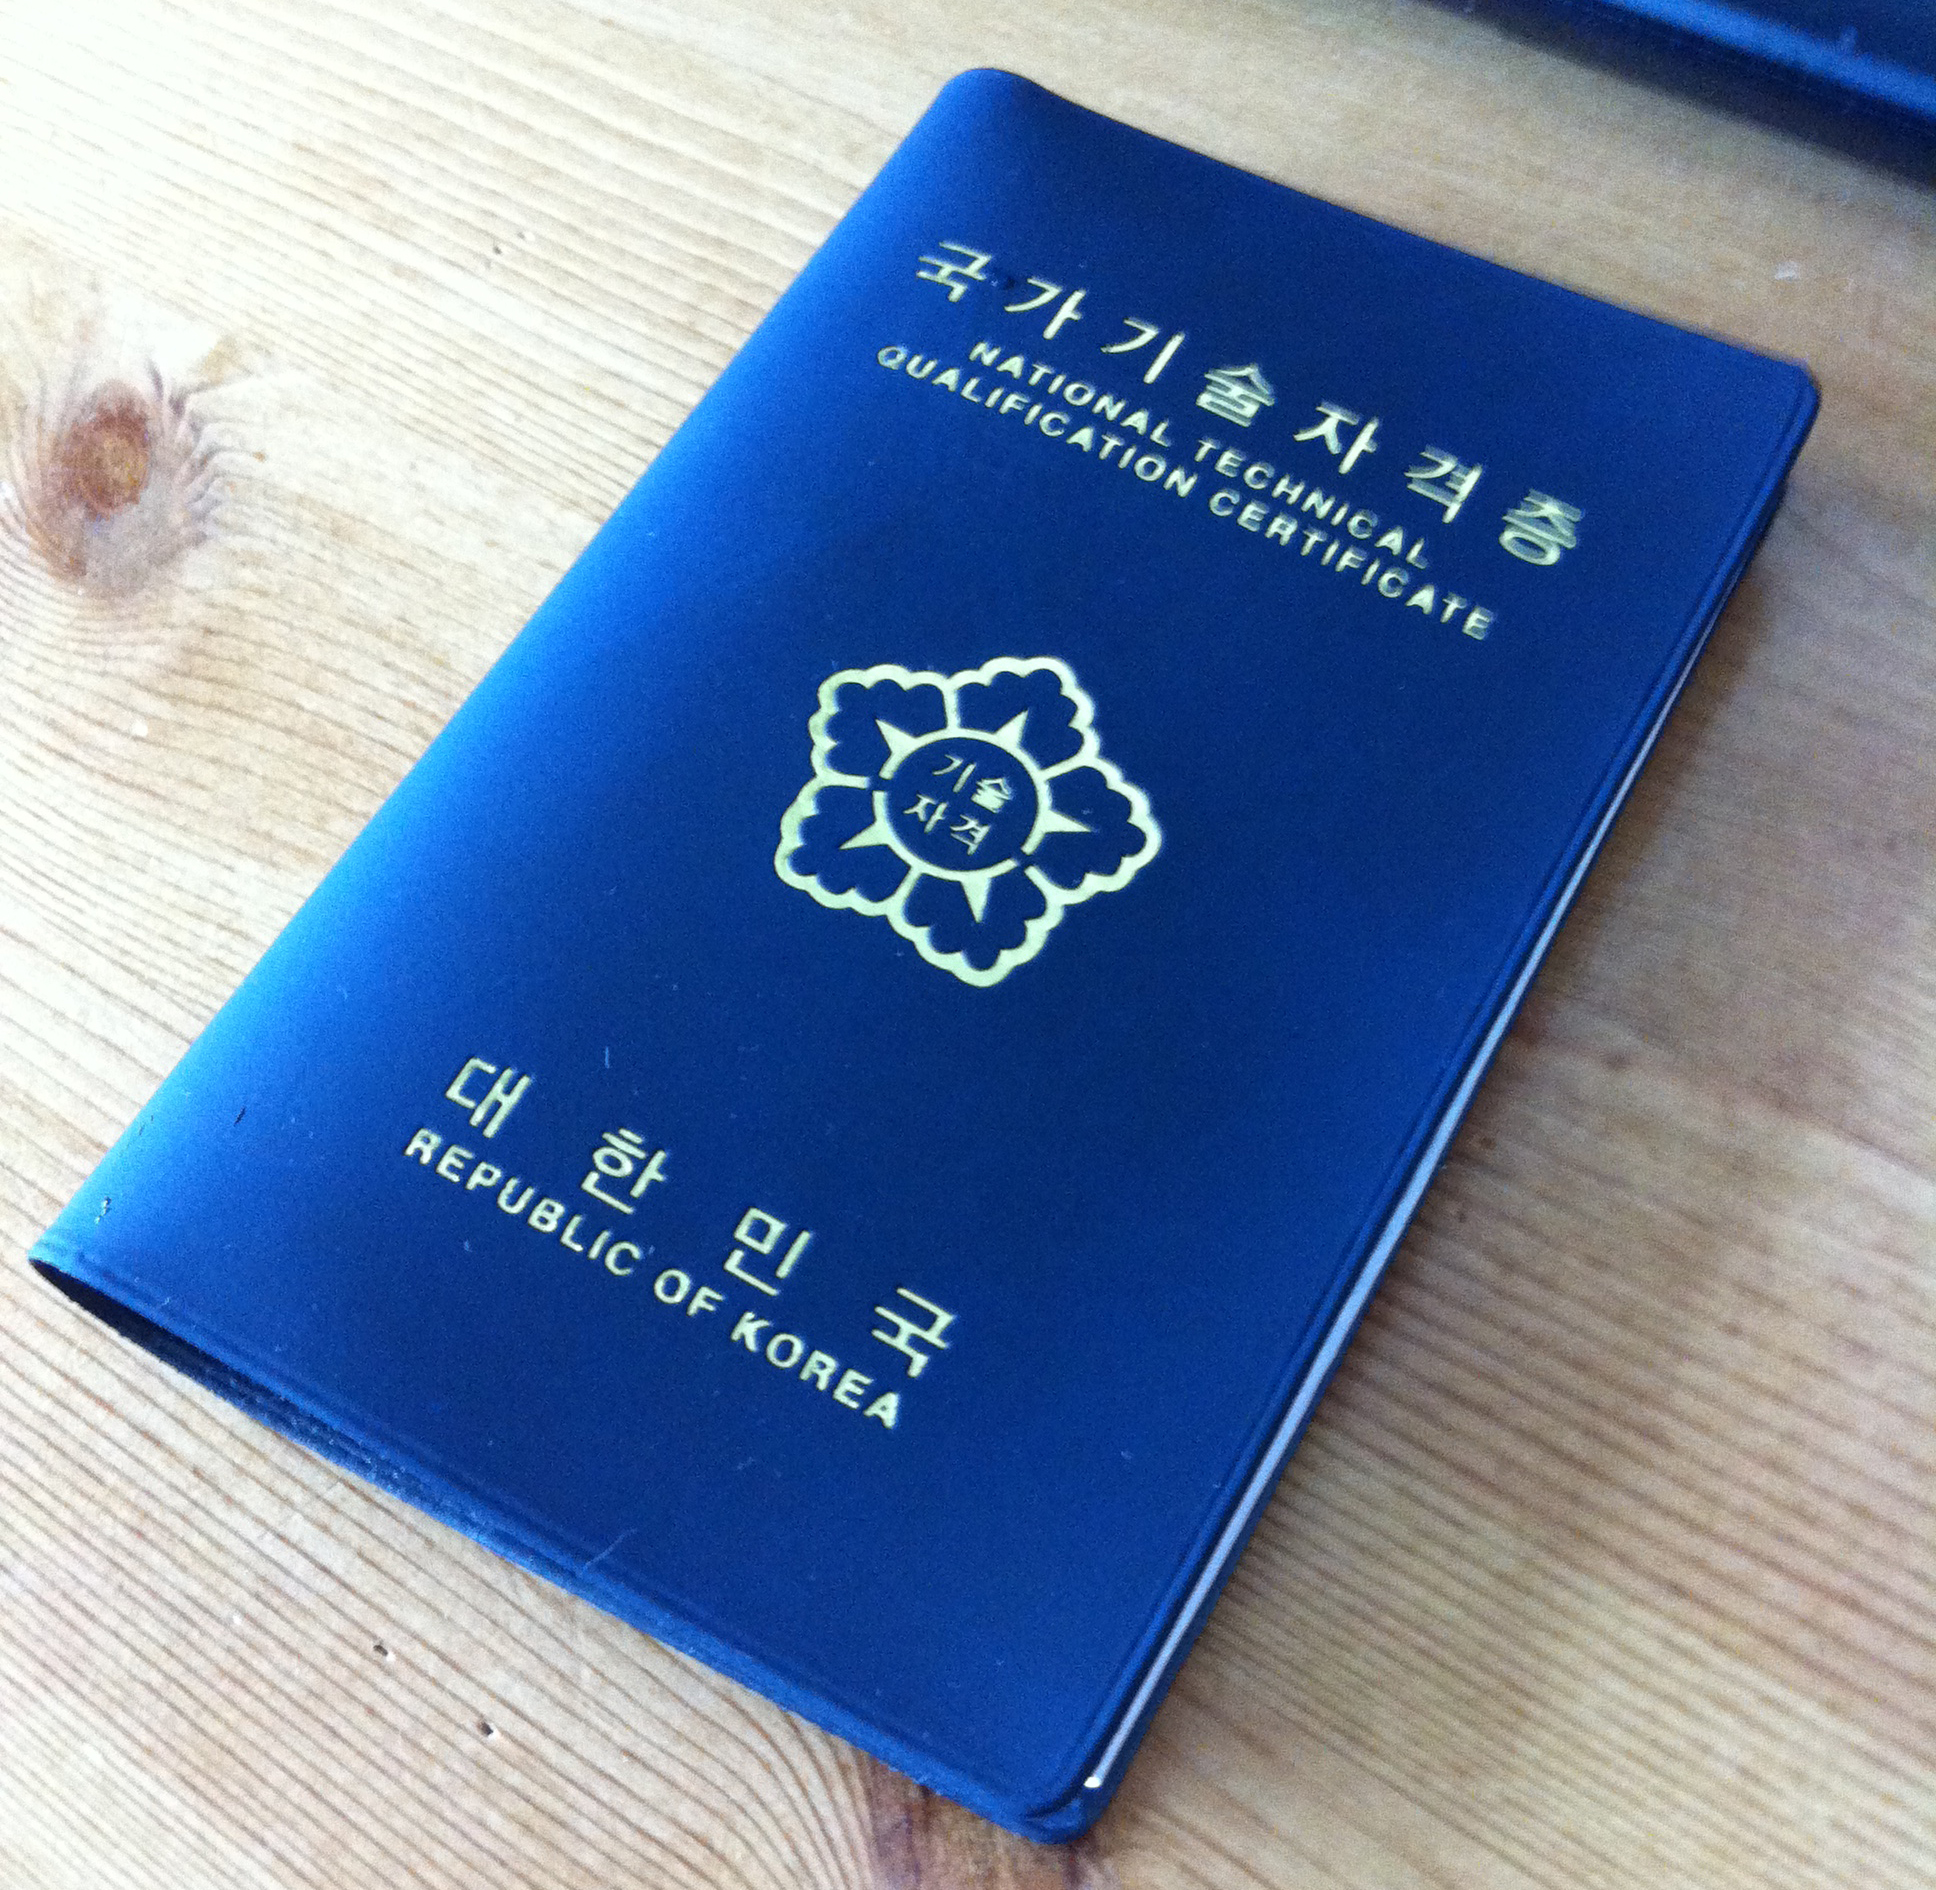 국가기술자격증
NATIONAL TECHNICAL
QUALIFICATION CERTIFICATE
기술
자격
대한민국
REPUBLIC OF KOREA